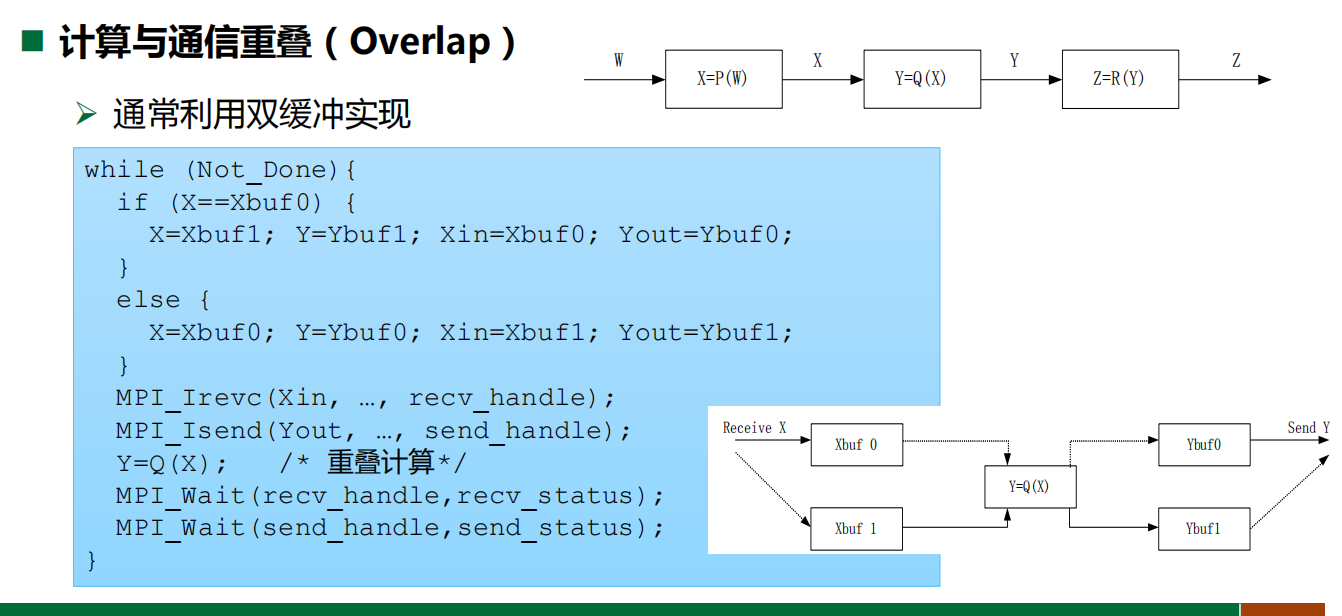 计算与通信重叠（Overlap）
W
X=P(W)
X
Y=Q(X)
Y
Z=R(Y)
Z
通常利用双缓冲实现
while (Not_Done){
if (X==Xbuf0) {
X=Xbuf1; Y=Ybuf1; Xin=Xbuf0; Yout=Ybuf0;
}
else {
X=Xbuf0; Y=Ybuf0; Xin=Xbuf1; Yout=Ybuf1;
}
MPI_Irevc(Xin, …, recv_handle);
MPI_Isend(Yout, …, send_handle);
Y=Q(X); /* 重叠计算*/
MPI_Wait(recv_handle,recv_status);
MPI_Wait(send_handle,send_status);
}
Receive X
Xbuf 0
Xbuf 1
Y=Q(X)
Ybuf0
Ybuf1
Send Y